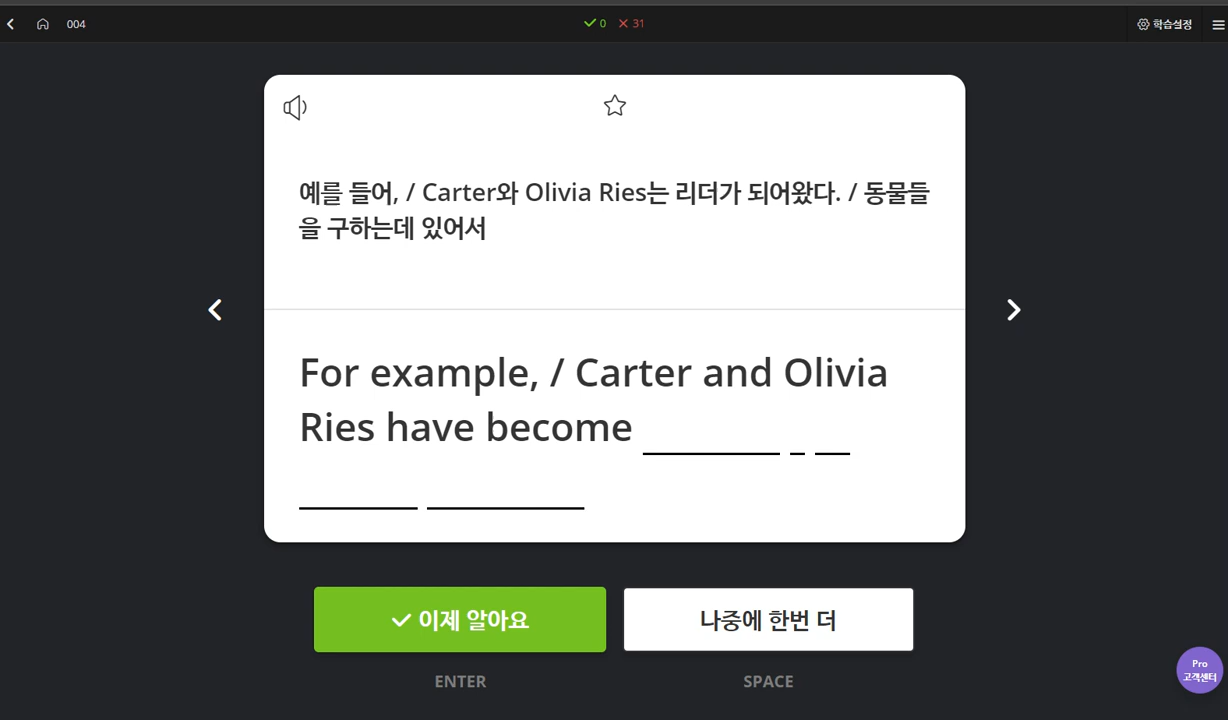 004
0
31
학습설정
예를 들어, / Carter와 Olivia Ries는 리더가 되어왔다. / 동물들
을 구하는데 있어서
For example, / Carter and Olivia
Ries have become
이제 알아요
나중에 한번 더
ENTER
SPACE
Pro
고객센터